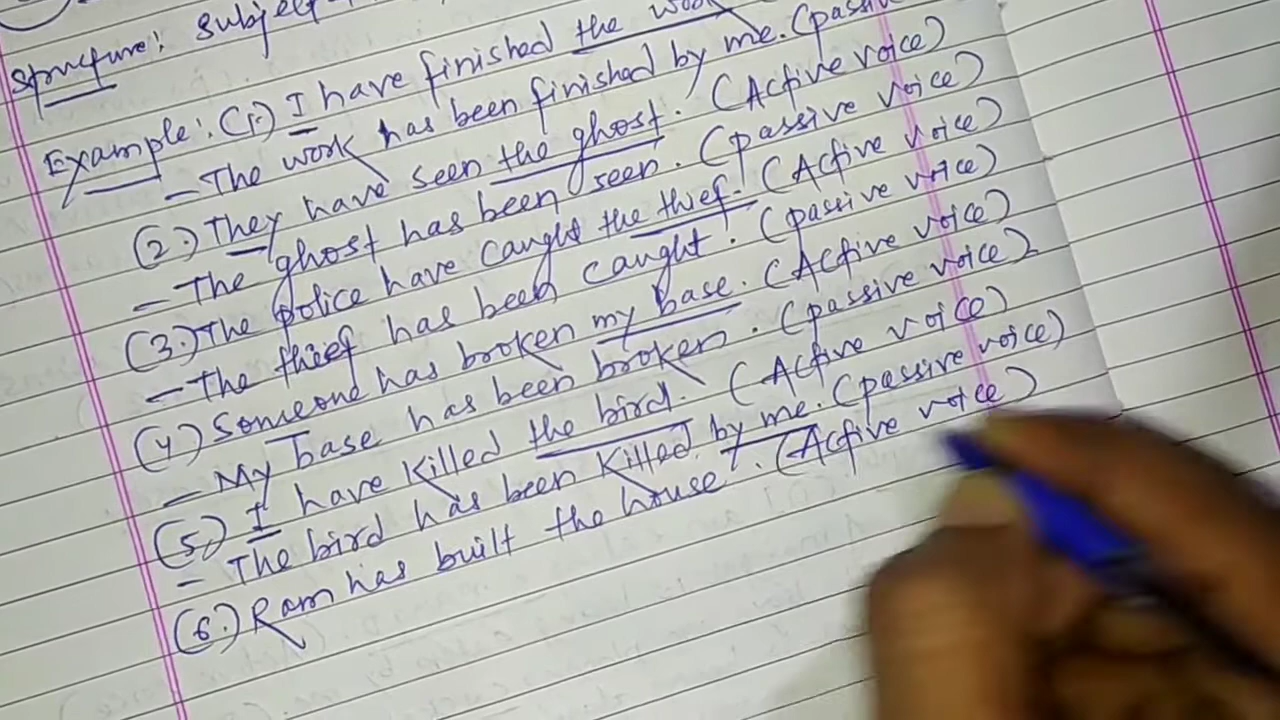 Structure: Subject
Example: (1.) I have finished the work
- The work has been finished by me. (passi
(2.) They have seen the ghost. (Active voice)
- The ghost has been seen. (passive voice)
(3.) The police have caught the thief. (Active voice)
- The thief has been caught. (passive voice)
(4) Someone has broken my base. (Active voice)
- My base has been broken. (passive voice)
(5.) I have killed the bird. (Active voice)
- The bird has been killed by me. (passive voice)
(6.) Ram has built the house. (Active voice)